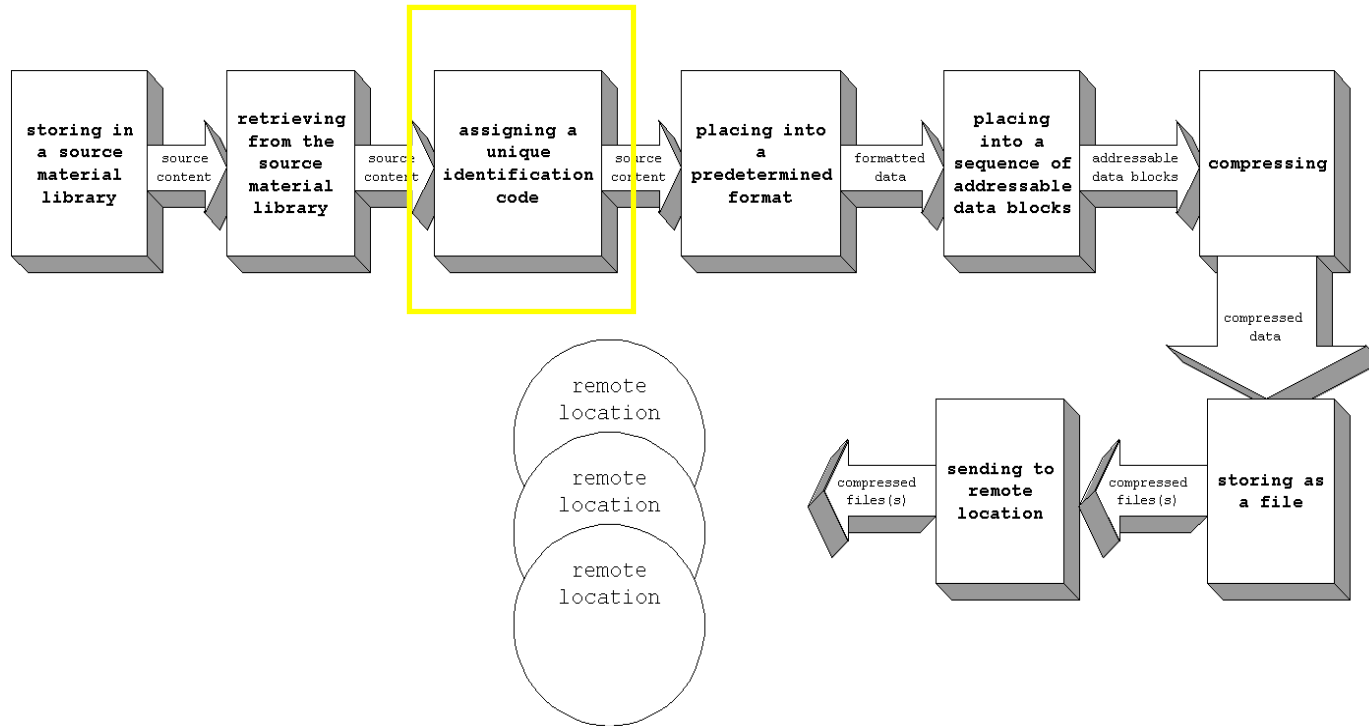 storing in
a source
material
library
source
content
retrieving
from the
source
material
library
source
content
assigning a
unique
identification
code
source
content
placing into
a
predetermined
format
formatted
data
placing
into a
sequence of
addressable
data blocks
addressable
data blocks
compressing
compressed
data
storing as
a file
compressed
files(s)
sending to
remote
location
compressed
files(s)
remote
location
remote
location
remote
location